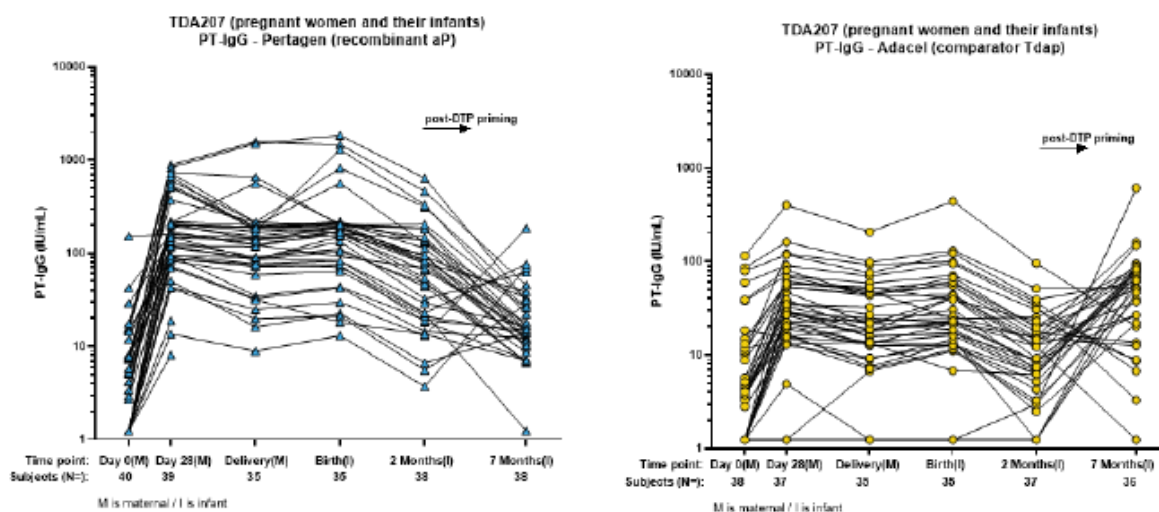 TDA207 (pregnant women and their infants)
PT-IgG - Pertagen (recombinant aP)
10000
1000
100
10
1
PT-IgG (IU/mL)
post-DTP priming
Time point: Day 0(M) Day 28(M) Delivery(M) Birth(I) 2 Months(I) 7 Months(I)
Subjects (N=): 40 39 35 36 38 38
M is maternal / I is infant
TDA207 (pregnant women and their infants)
PT-IgG - Adacel (comparator Tdap)
10000
1000
100
10
1
PT-IgG (IU/mL)
post-DTP priming
Time point: Day 0(M) Day 28(M) Delivery(M) Birth(I) 2 Months(I) 7 Months(I)
Subjects (N=): 38 37 35 35 37 36
M is maternal / I is infant